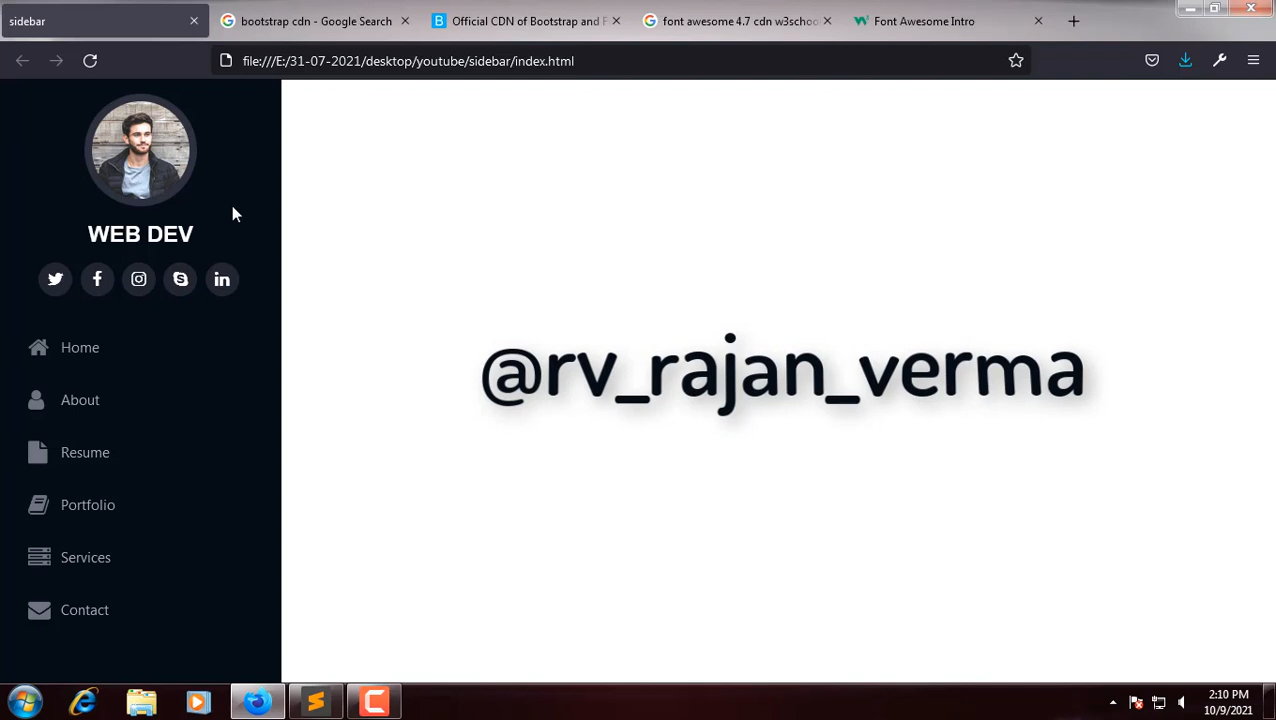 sidebar
bootstrap cdn - Google Search
Official CDN of Bootstrap and F
font awesome 4.7 cdn w3schoo
Font Awesome Intro
file:///E:/31-07-2021/desktop/youtube/sidebar/index.html
WEB DEV
Home
About
Resume
Portfolio
Services
Contact
@rv_rajan_verma
2:10 PM
10/9/2021